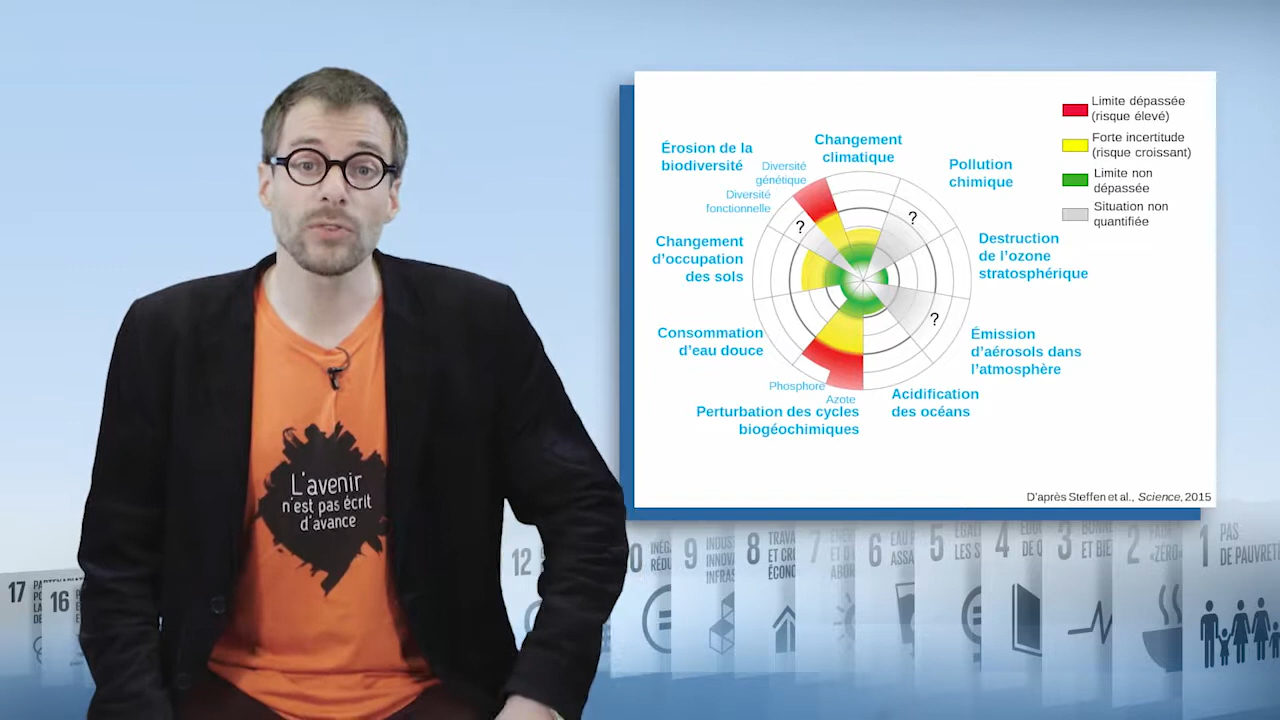 L'avenir
n'est pas écrit
d'avance
Limite dépassée
(risque élevé)
Forte incertitude
(risque croissant)
Limite non
dépassée
Situation non
quantifiée
Changement
climatique
Érosion de la
biodiversité
Diversité
génétique
Diversité
fonctionnelle
Pollution
chimique
?
?
Changement
d'occupation
des sols
Destruction
de l'ozone
stratosphérique
?
Consommation
d'eau douce
Émission
d'aérosols dans
l'atmosphère
Phosphore
Azote
Acidification
des océans
Perturbation des cycles
biogéochimiques
D'après Steffen et al., Science, 2015
17
16
12
9
8
7
6
5
4
3
2
1 PAS
DE PAUVRETÉ